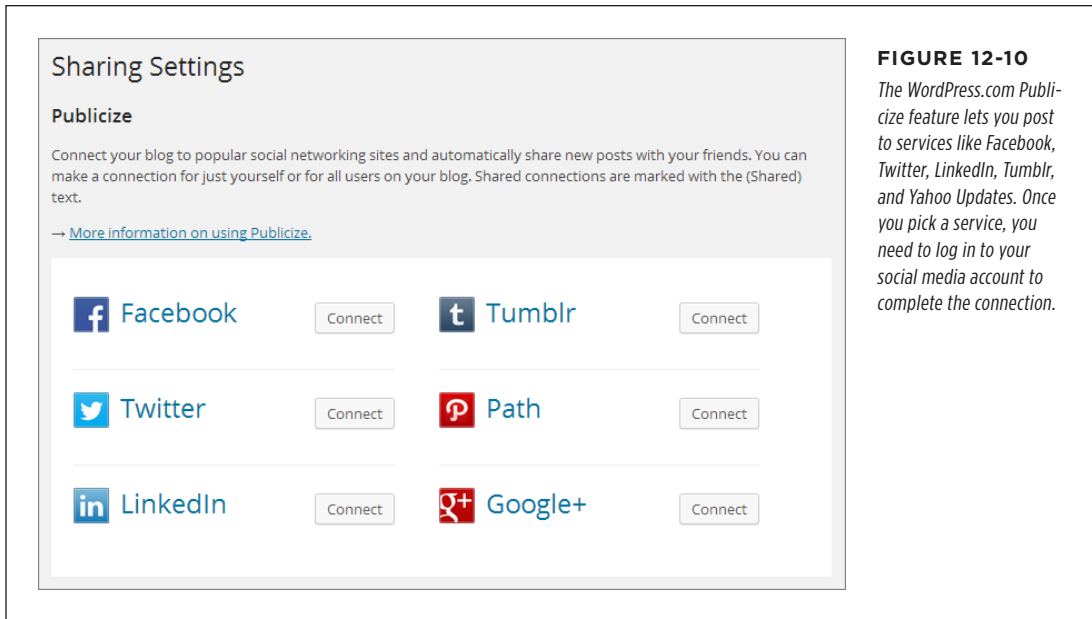 Sharing Settings
Publicize
Connect your blog to popular social networking sites and automatically share new posts with your friends. You can
make a connection for just yourself or for all users on your blog. Shared connections are marked with the (Shared)
text.
→ More information on using Publicize.
f Facebook Connect
t Tumblr Connect
Twitter Connect
P Path Connect
in LinkedIn Connect
g+ Google+ Connect
FIGURE 12-10
The WordPress.com Publi-
cize feature lets you post
to services like Facebook,
Twitter, LinkedIn, Tumblr,
and Yahoo Updates. Once
you pick a service, you
need to log in to your
social media account to
complete the connection.